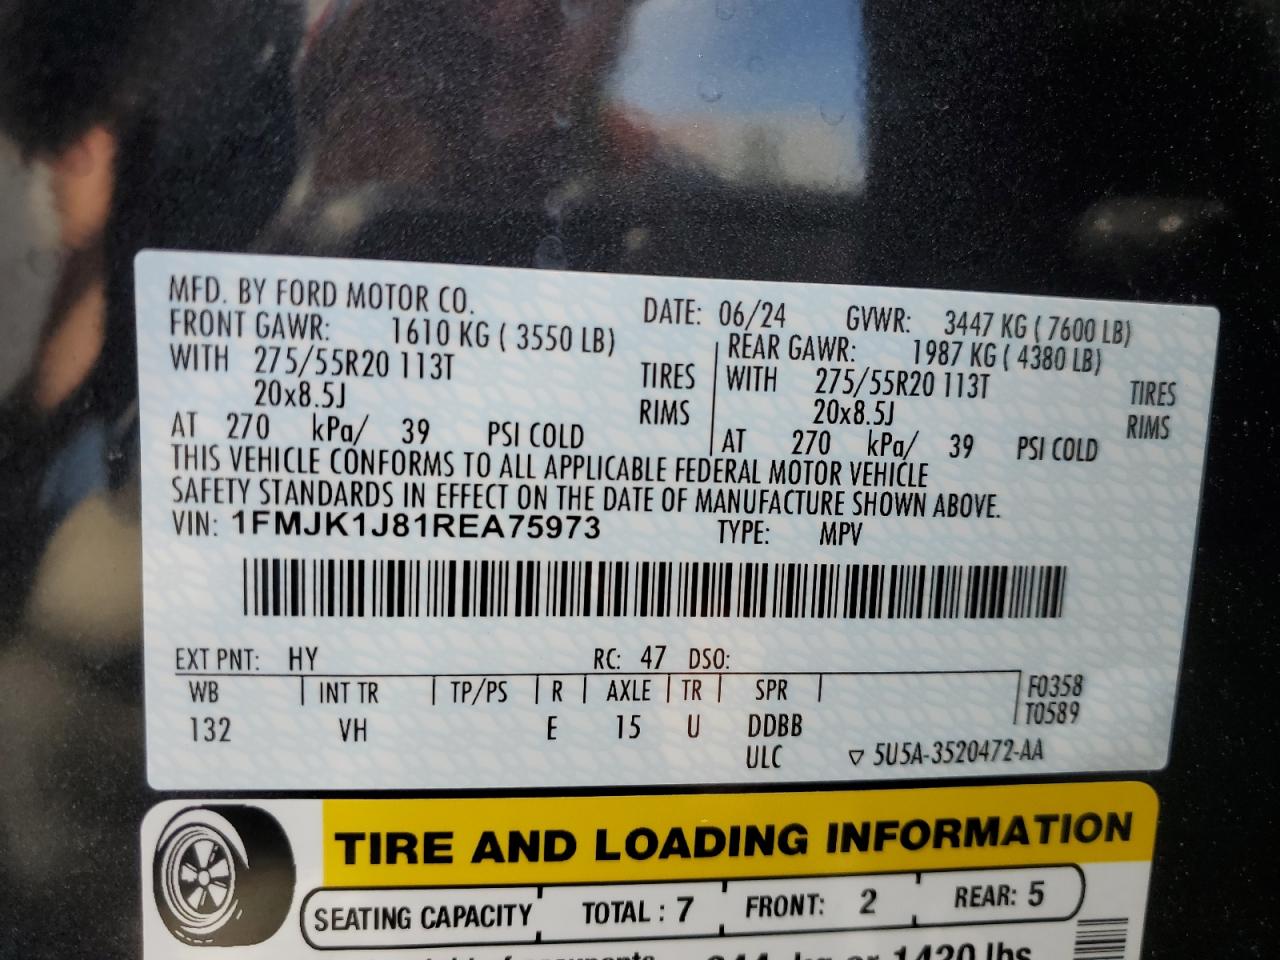 MFD. BY FORD MOTOR CO. DATE: 06/24 GVWR: 3447 KG ( 7600 LB)
FRONT GAWR: 1610 KG ( 3550 LB) REAR GAWR: 1987 KG ( 4380 LB)
WITH 275/55R20 113T TIRES WITH 275/55R20 113T TIRES
20x8.5J RIMS 20x8.5J RIMS
AT 270 kPa/ 39 PSI COLD AT 270 kPa/ 39 PSI COLD
THIS VEHICLE CONFORMS TO ALL APPLICABLE FEDERAL MOTOR VEHICLE
SAFETY STANDARDS IN EFFECT ON THE DATE OF MANUFACTURE SHOWN ABOVE.
VIN: 1FMJK1J81REA75973 TYPE: MPV
EXT PNT: HY RC: 47 DSO:
WB INT TR TP/PS R AXLE TR SPR F0358
T0589
132 VH E 15 U DDBB
ULC ▽ 5U5A-3520472-AA
TIRE AND LOADING INFORMATION
SEATING CAPACITY TOTAL : 7 FRONT: 2 REAR: 5
kg or 1420 lbs